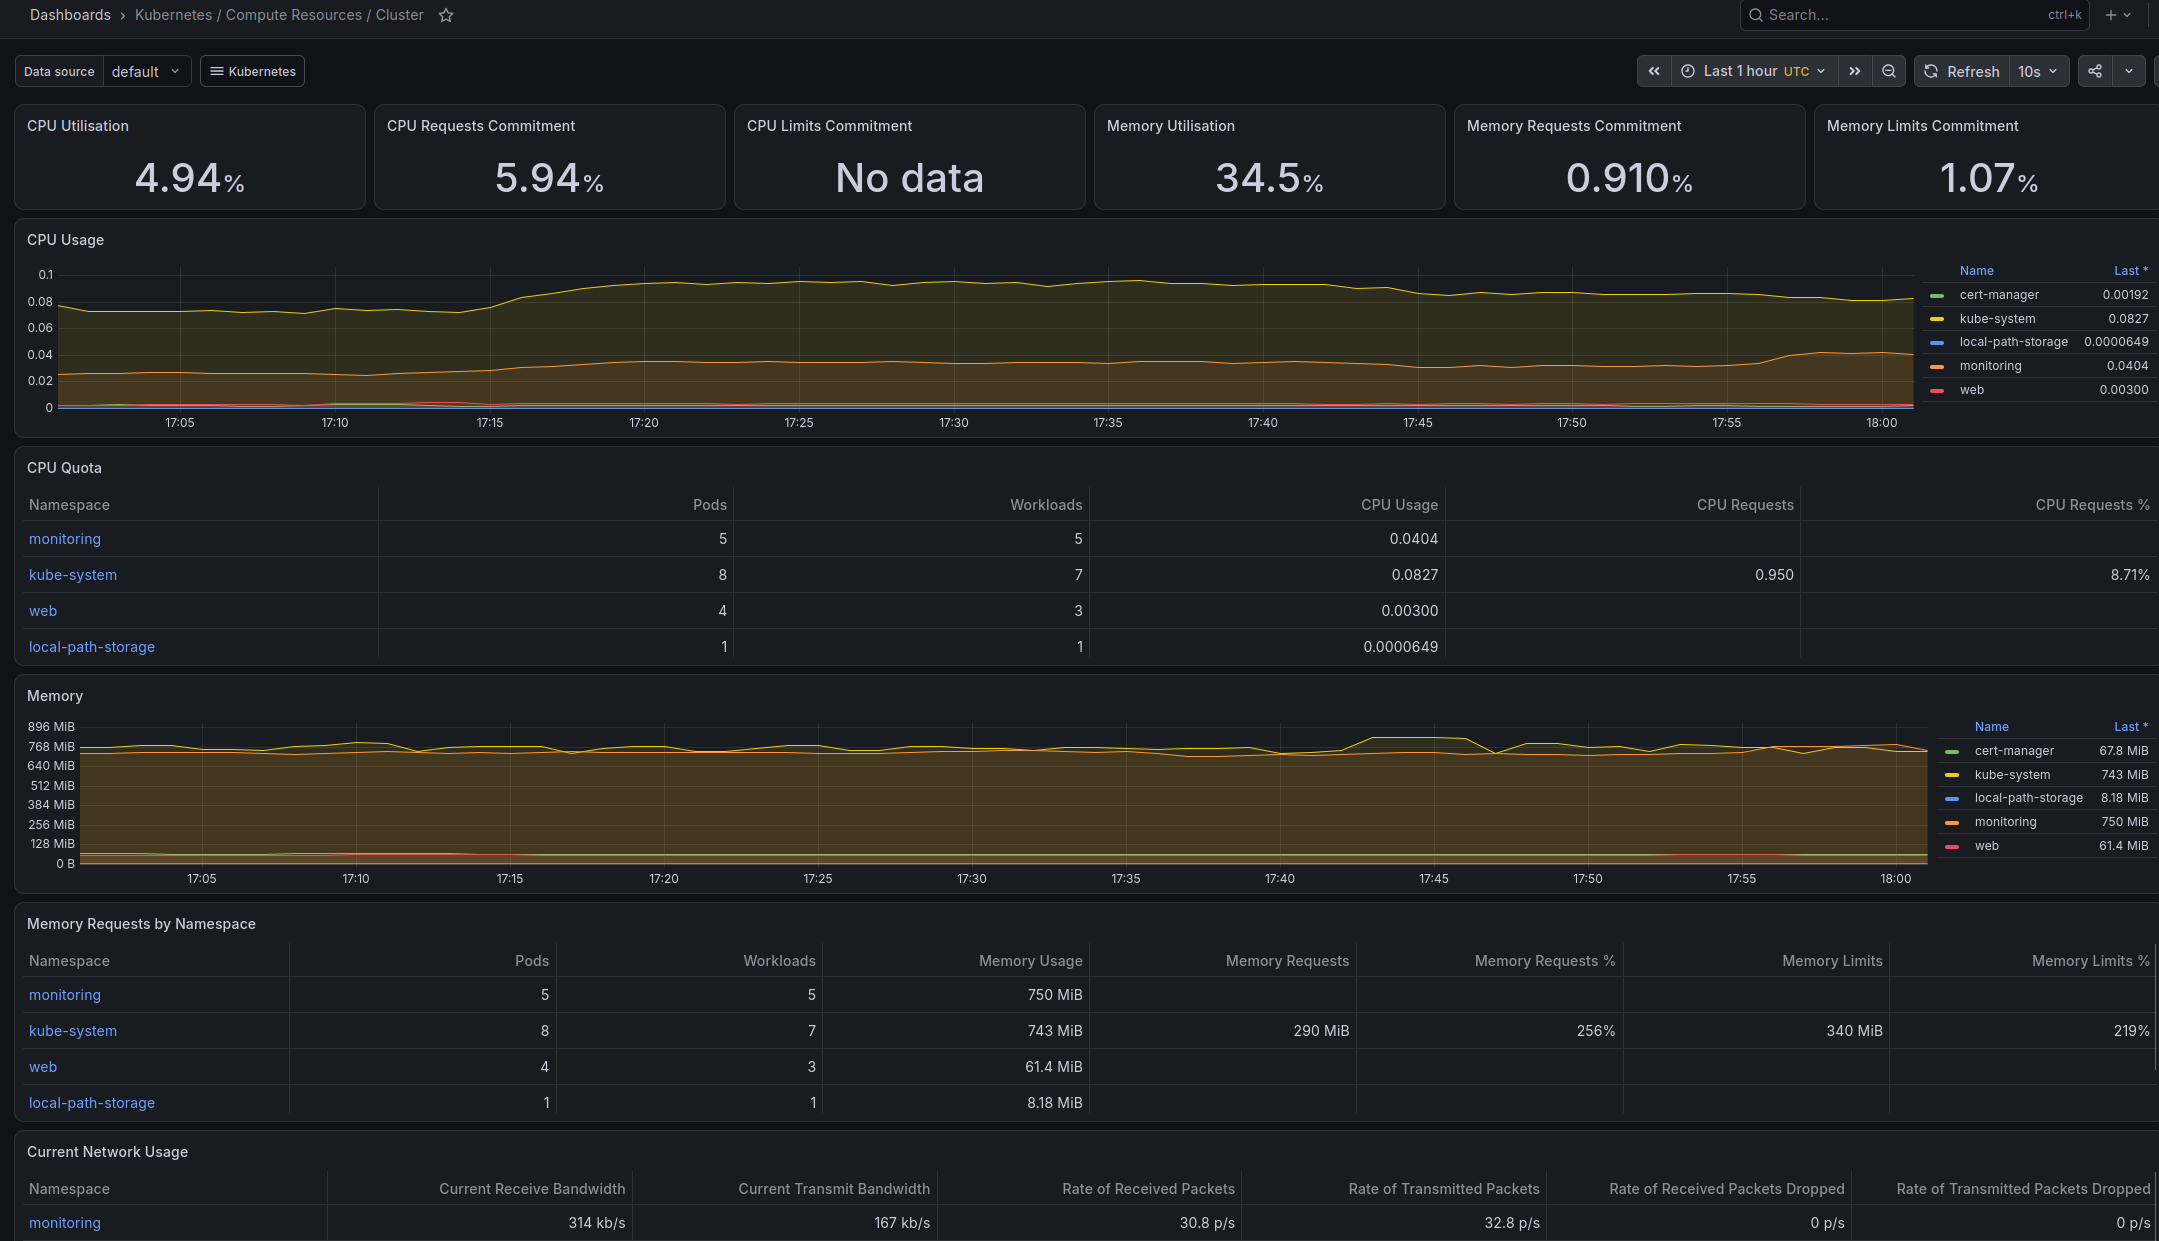 Dashboards › Kubernetes / Compute Resources / Cluster
Search... ctrl+k
Data source default Kubernetes
Last 1 hour UTC Refresh 10s
CPU Utilisation
4.94%
CPU Requests Commitment
5.94%
CPU Limits Commitment
No data
Memory Utilisation
34.5%
Memory Requests Commitment
0.910%
Memory Limits Commitment
1.07%
CPU Usage
0.1
0.08
0.06
0.04
0.02
0
17:05 17:10 17:15 17:20 17:25 17:30 17:35 17:40 17:45 17:50 17:55 18:00
Name Last *
cert-manager 0.00192
kube-system 0.0827
local-path-storage 0.0000649
monitoring 0.0404
web 0.00300
CPU Quota
Namespace Pods Workloads CPU Usage CPU Requests CPU Requests %
monitoring 5 5 0.0404
kube-system 8 7 0.0827 0.950 8.71%
web 4 3 0.00300
local-path-storage 1 1 0.0000649
Memory
896 MiB
768 MiB
640 MiB
512 MiB
384 MiB
256 MiB
128 MiB
0 B
17:05 17:10 17:15 17:20 17:25 17:30 17:35 17:40 17:45 17:50 17:55 18:00
Name Last *
cert-manager 67.8 MiB
kube-system 743 MiB
local-path-storage 8.18 MiB
monitoring 750 MiB
web 61.4 MiB
Memory Requests by Namespace
Namespace Pods Workloads Memory Usage Memory Requests Memory Requests % Memory Limits Memory Limits %
monitoring 5 5 750 MiB
kube-system 8 7 743 MiB 290 MiB 256% 340 MiB 219%
web 4 3 61.4 MiB
local-path-storage 1 1 8.18 MiB
Current Network Usage
Namespace Current Receive Bandwidth Current Transmit Bandwidth Rate of Received Packets Rate of Transmitted Packets Rate of Received Packets Dropped Rate of Transmitted Packets Dropped
monitoring 314 kb/s 167 kb/s 30.8 p/s 32.8 p/s 0 p/s 0 p/s